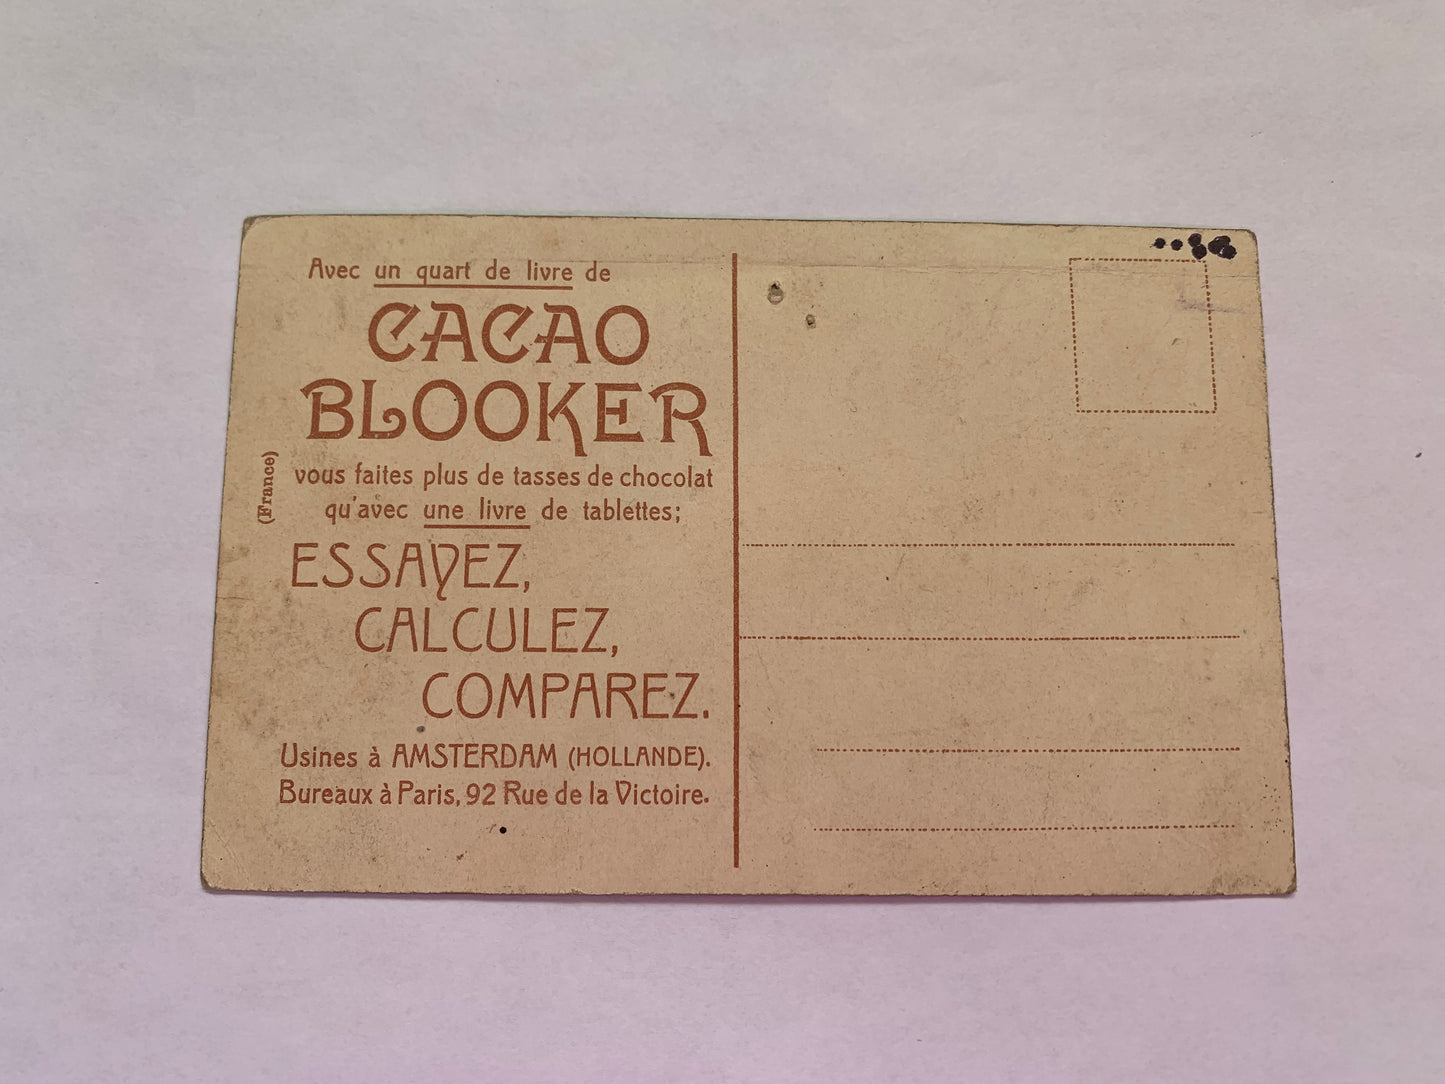 Avec un quart de livre de
CACAO
BLOOKER
vous faites plus de tasses de chocolat
qu'avec une livre de tablettes;
ESSAYEZ,
CALCULEZ,
COMPAREZ.
Usines à AMSTERDAM (HOLLANDE).
Bureaux à Paris, 92 Rue de la Victoire.
(France)